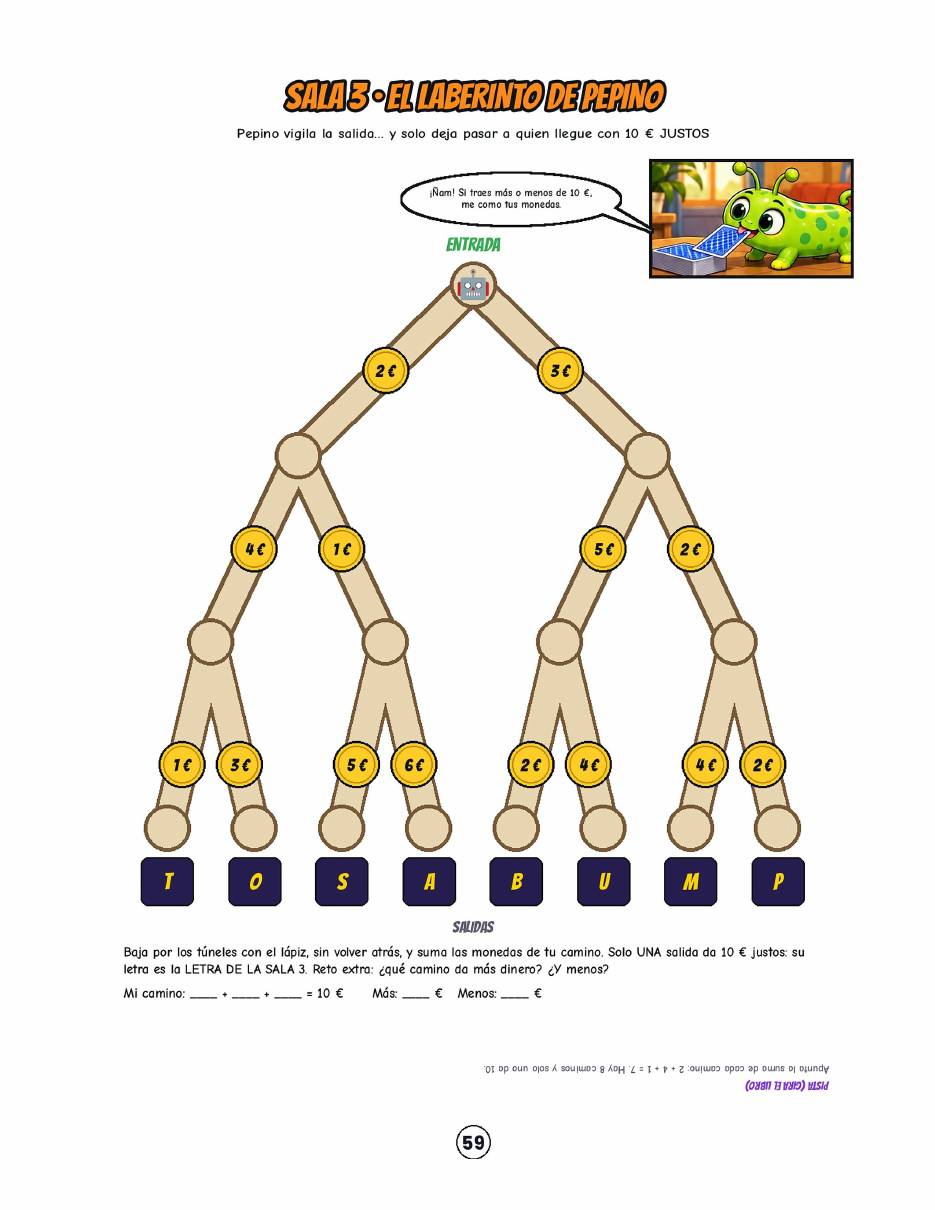 SALA 3 • EL LABERINTO DE PEPINO
Pepino vigila la salida... y solo deja pasar a quien llegue con 10 € JUSTOS
¡Ñam! Si traes más o menos de 10 €,
me como tus monedas.
ENTRADA
2 €
3 €
4 €
1 €
5 €
2 €
1 €
3 €
5 €
6 €
2 €
4 €
4 €
2 €
T
O
S
A
B
U
M
P
SALIDAS
Baja por los túneles con el lápiz, sin volver atrás, y suma las monedas de tu camino. Solo UNA salida da 10 € justos: su
letra es la LETRA DE LA SALA 3. Reto extra: ¿qué camino da más dinero? ¿Y menos?
Mi camino: ____ + ____ + ____ = 10 € Más: ____ € Menos: ____ €
PISTA (GIRA EL LIBRO)
Apunta la suma de cada camino: 2 + 4 + 1 = 7. Hay 8 caminos y solo uno da 10.
59